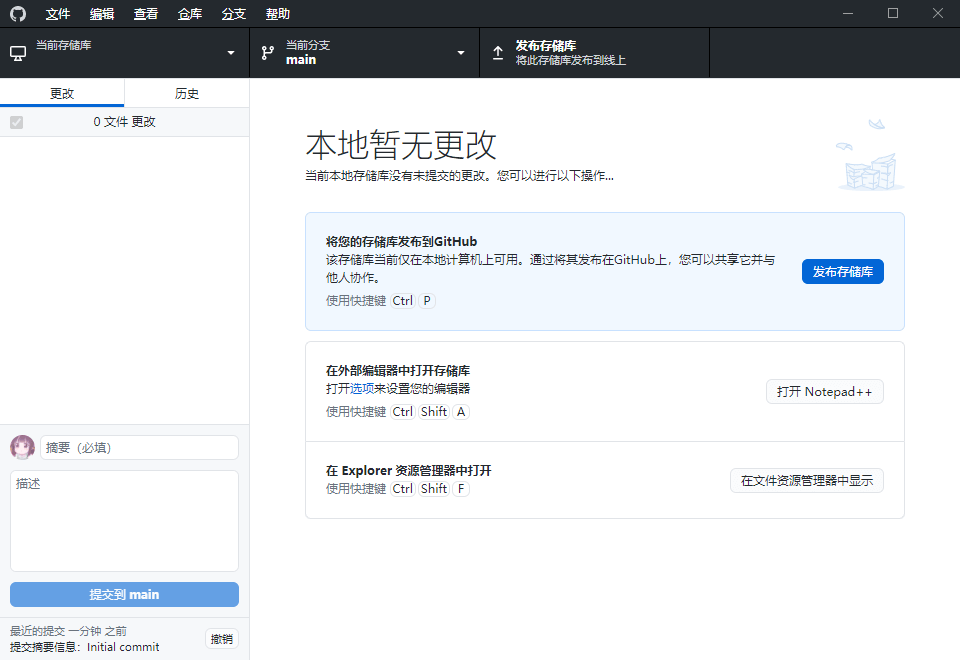 文件 编辑 查看 仓库 分支 帮助
当前存储库
当前分支
main
发布存储库
将此存储库发布到线上
更改 历史
0 文件 更改
本地暂无更改
当前本地存储库没有未提交的更改。您可以进行以下操作...
将您的存储库发布到GitHub
该存储库当前仅在本地计算机上可用。通过将其发布在GitHub上，您可以共享它并与
他人协作。
使用快捷键 Ctrl P
发布存储库
在外部编辑器中打开存储库
打开选项来设置您的编辑器
使用快捷键 Ctrl Shift A
打开 Notepad++
在 Explorer 资源管理器中打开
使用快捷键 Ctrl Shift F
在文件资源管理器中显示
摘要（必填）
描述
提交到 main
最近的提交 一分钟 之前
提交摘要信息：Initial commit
撤销